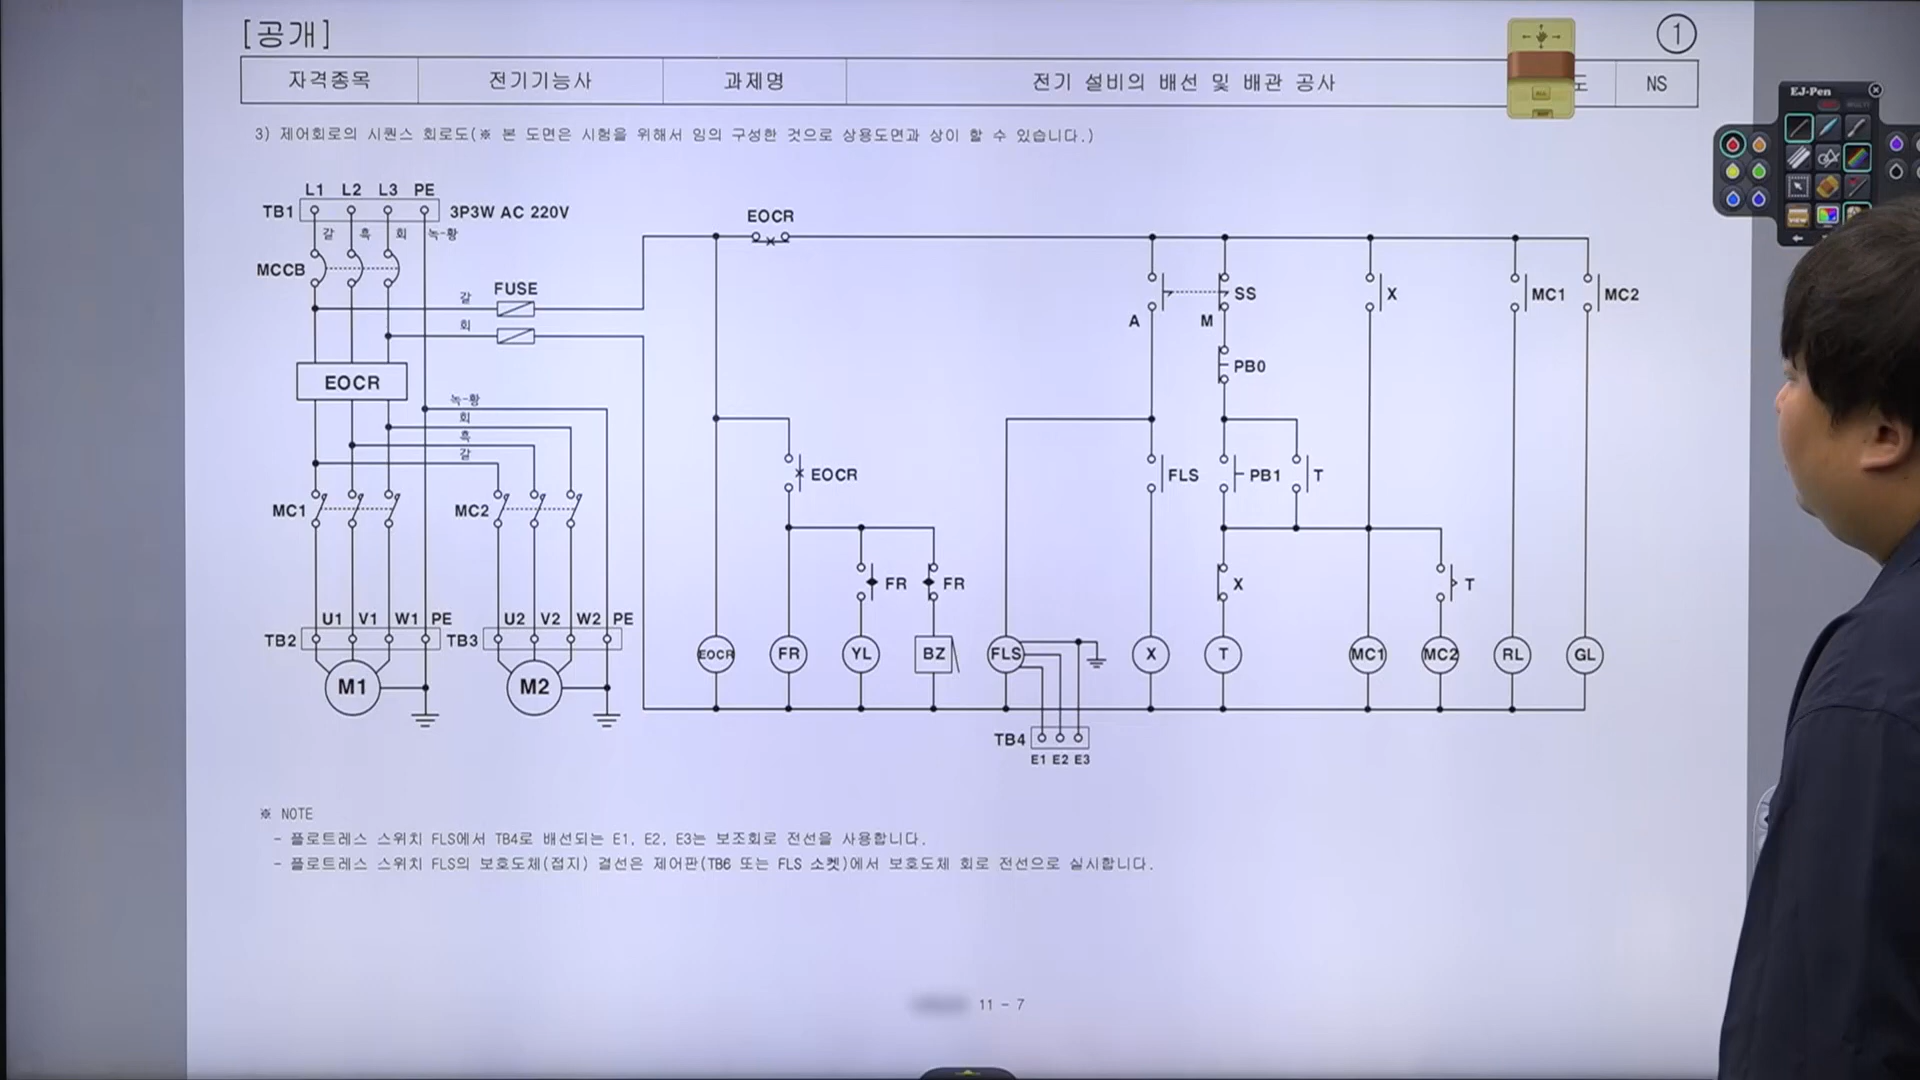 [공개]
①
자격종목 전기기능사 과제명 전기 설비의 배선 및 배관 공사 NS
3) 제어회로의 시퀀스 회로도(※ 본 도면은 시험을 위해서 임의 구성한 것으로 상용도면과 상이 할 수 있습니다.)
L1 L2 L3 PE
TB1 3P3W AC 220V
갈 흑 회 녹-황
MCCB
갈 FUSE
회
EOCR
녹-황
회
흑
갈
MC1 MC2
U1 V1 W1 PE U2 V2 W2 PE
TB2 TB3
M1 M2
EOCR
A M SS X MC1 MC2
PB0
EOCR FLS PB1 T
FR FR X T
EOCR FR YL BZ FLS X T MC1 MC2 RL GL
TB4
E1 E2 E3
※ NOTE
- 플로트레스 스위치 FLS에서 TB4로 배선되는 E1, E2, E3는 보조회로 전선을 사용합니다.
- 플로트레스 스위치 FLS의 보호도체(접지) 결선은 제어판(TB6 또는 FLS 소켓)에서 보호도체 회로 전선으로 실시합니다.
11 - 7
EJ-Pen